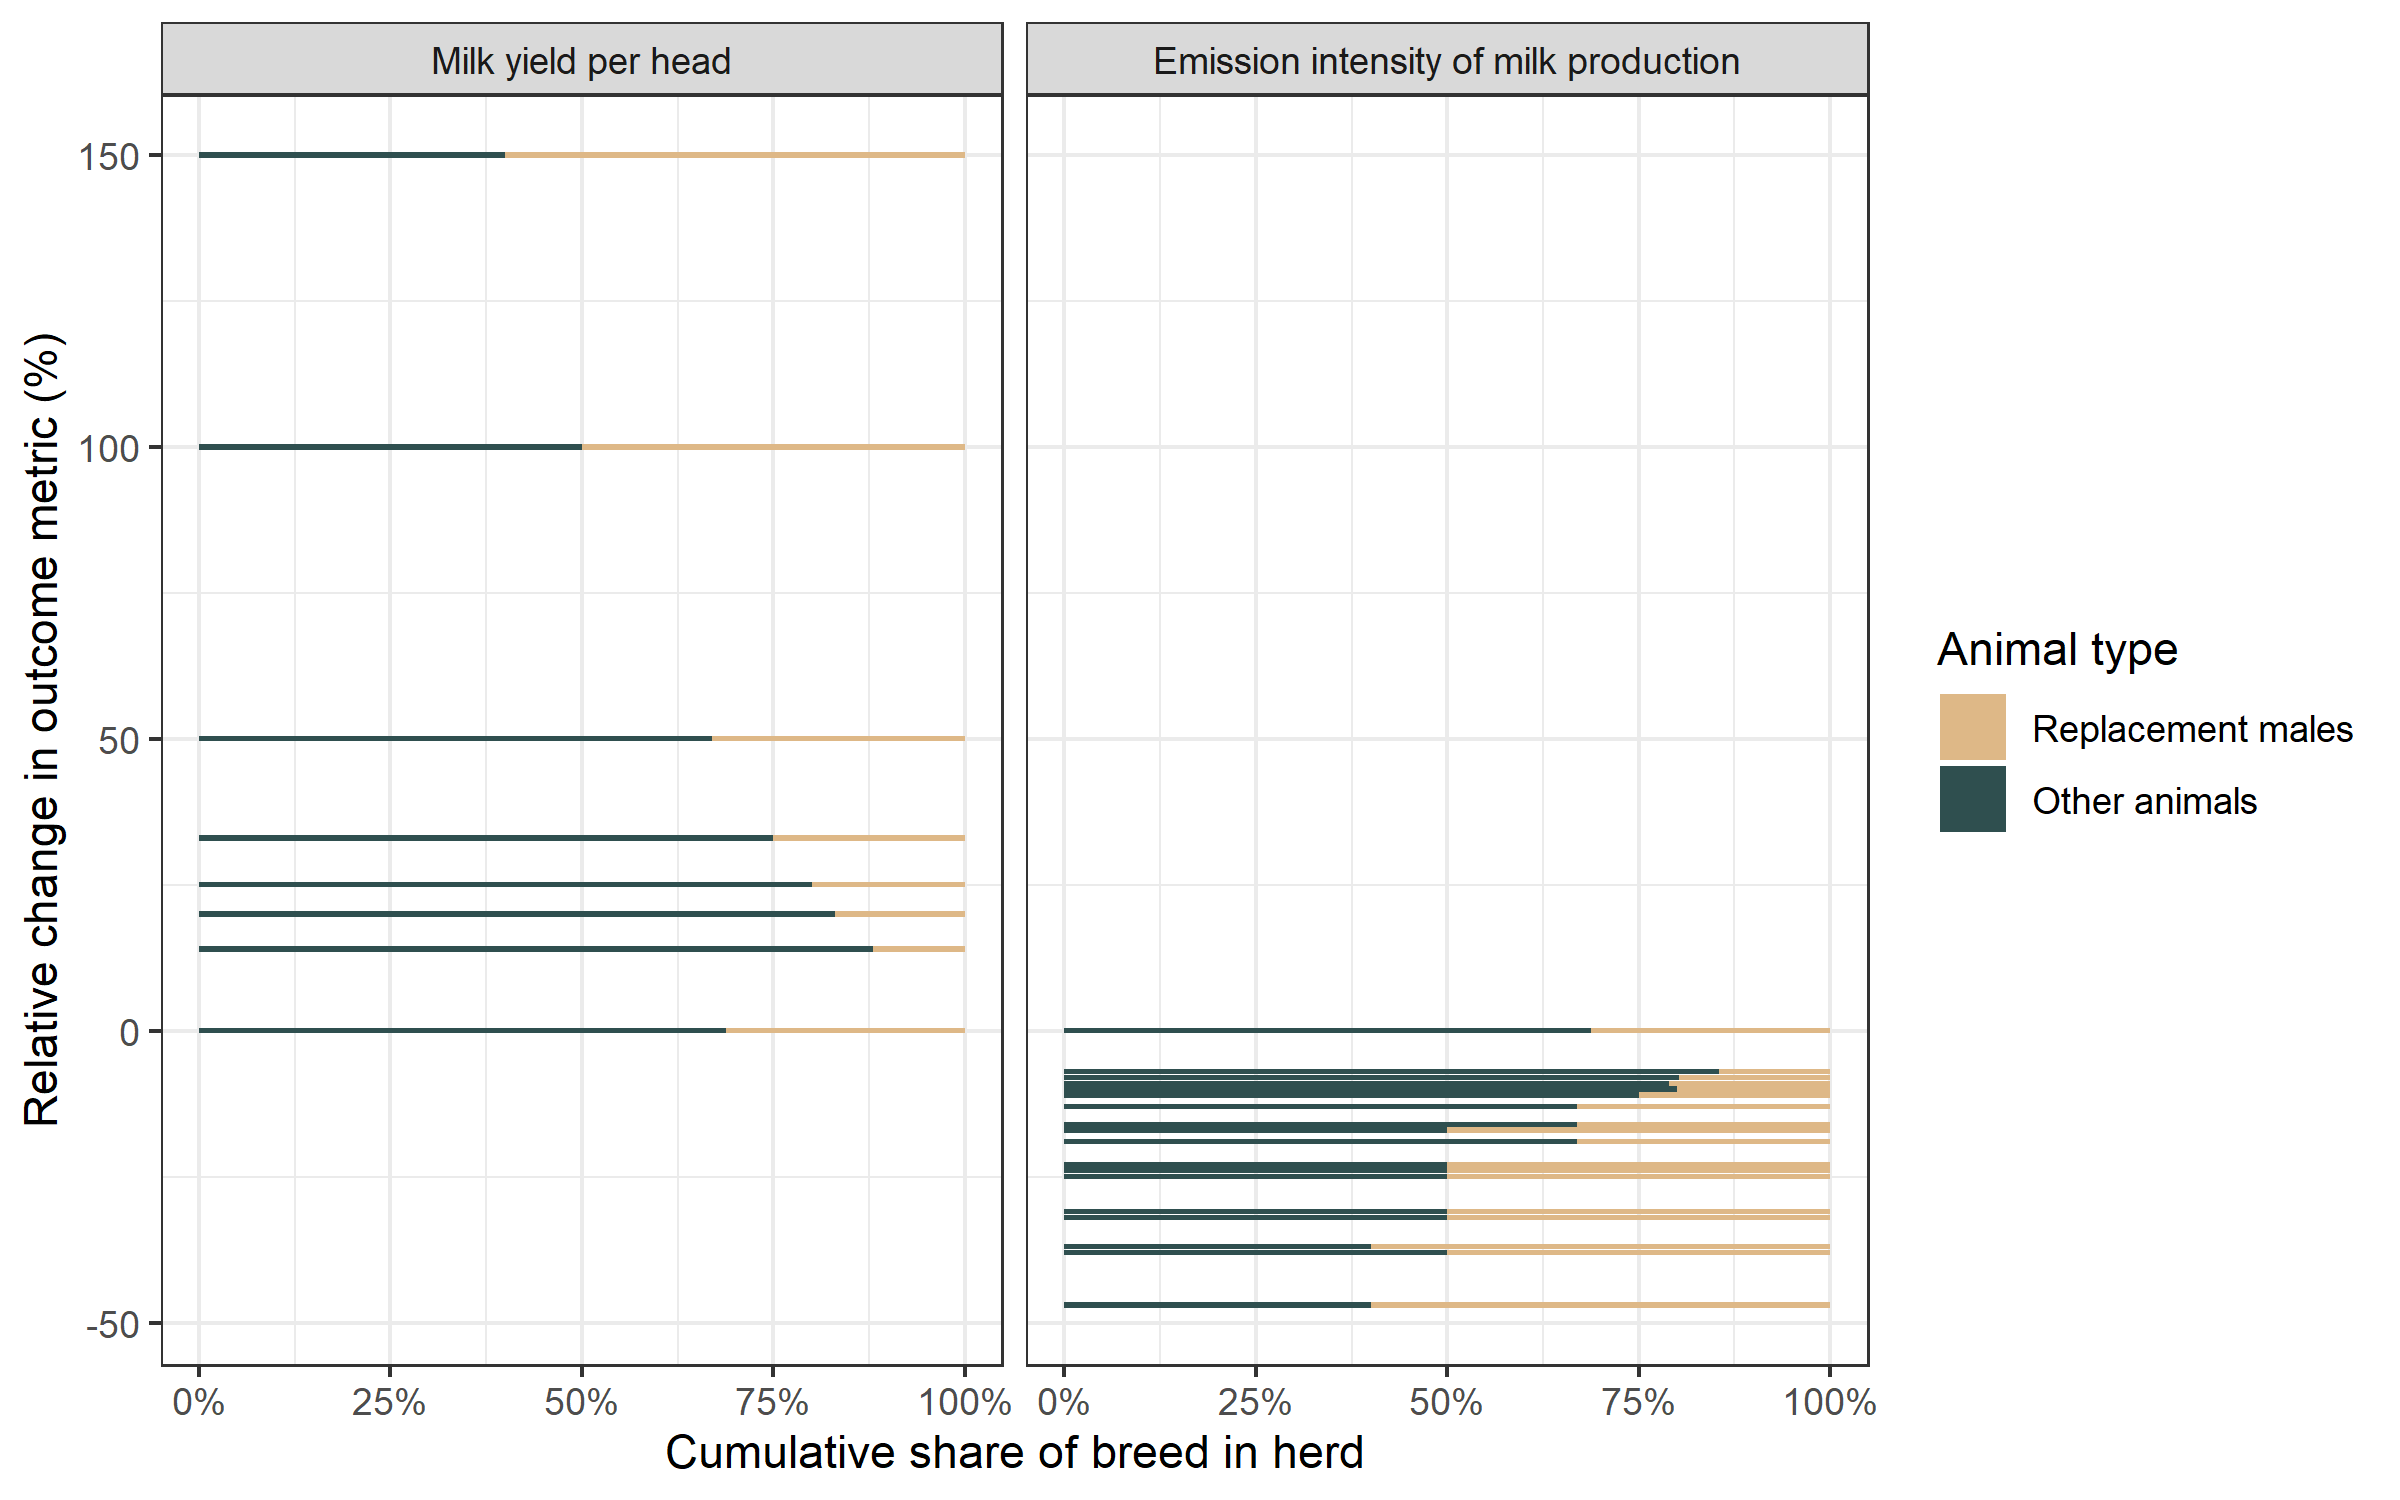 Milk yield per head
Emission intensity of milk production
Relative change in outcome metric (%)
150
100
50
0
-50
0%
25%
50%
75%
100%
0%
25%
50%
75%
100%
Cumulative share of breed in herd
Animal type
Replacement males
Other animals